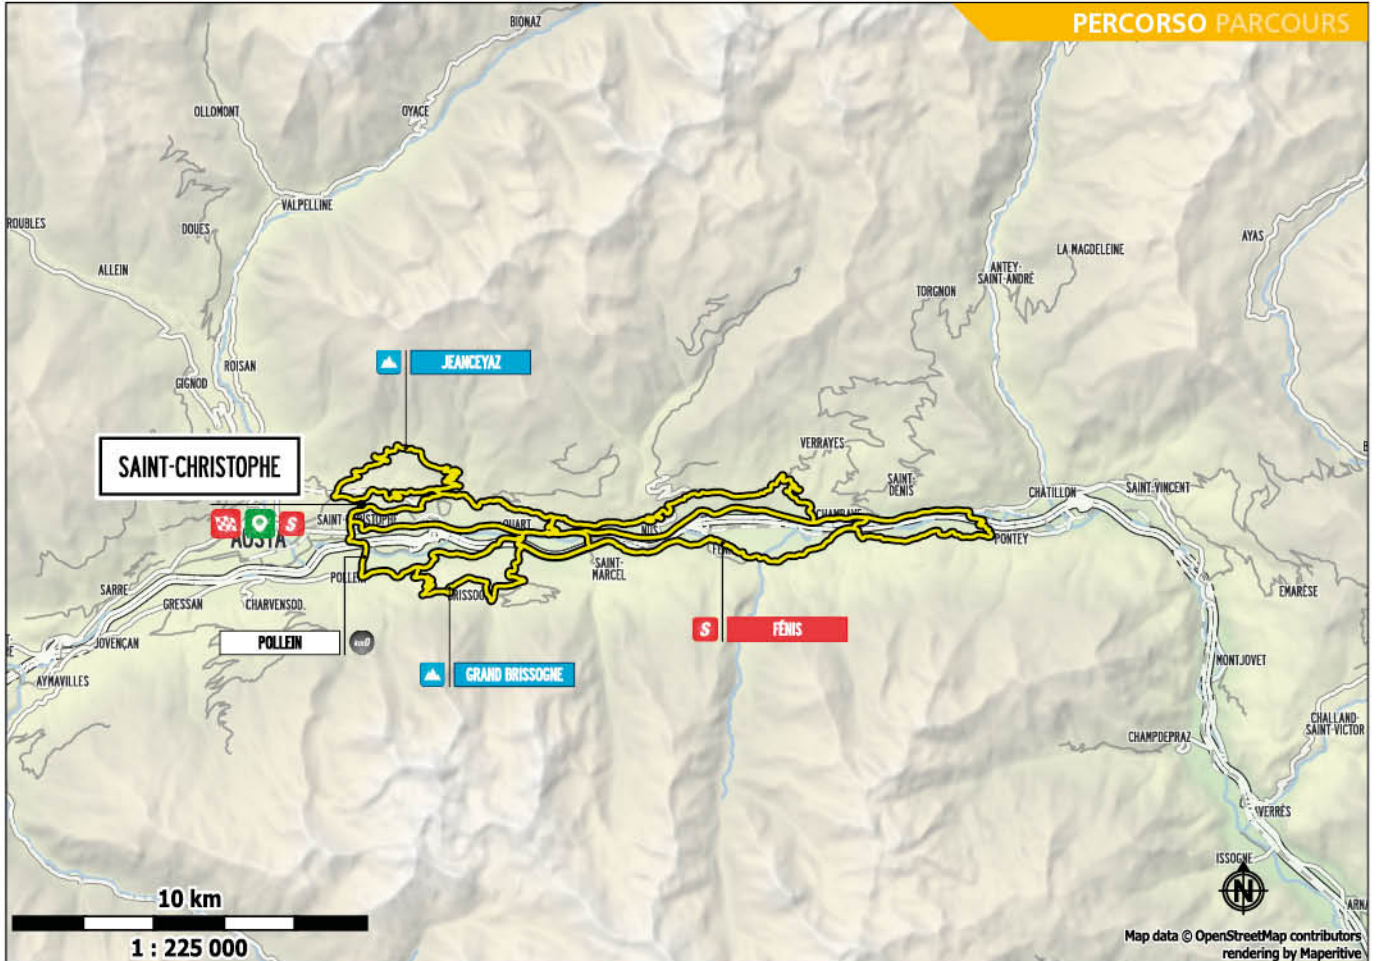 PERCORSO PARCOURS
BIONAZ
OLLOMONT
OYACE
VALPELLINE
ROUBLES
DOUES
AYAS
LA MAGDELEINE
ALLEIN
ANTEY-
SAINT-ANDRÉ
TORGNON
JEANCEYAZ
ROISAN
GIGNOD
VERRAYES
SAINT-CHRISTOPHE
SAINT-
DENIS
CHÂTILLON
SAINT-VINCENT
S
QUART
AOSTA
PONTEY
SAINT-
MARCEL
SARRE
GRESSAN
CHARVENSOD
EMARÈSE
S
FÉNIS
POLLEIN
JOVENÇAN
MONTJOVET
GRAND BRISSOGNE
AYMAVILLES
CHALLAND-
SAINT-VICTOR
CHAMPDEPRAZ
ISSOGNE
N
10 km
1 : 225 000
Map data © OpenStreetMap contributors
rendering by Maperitive